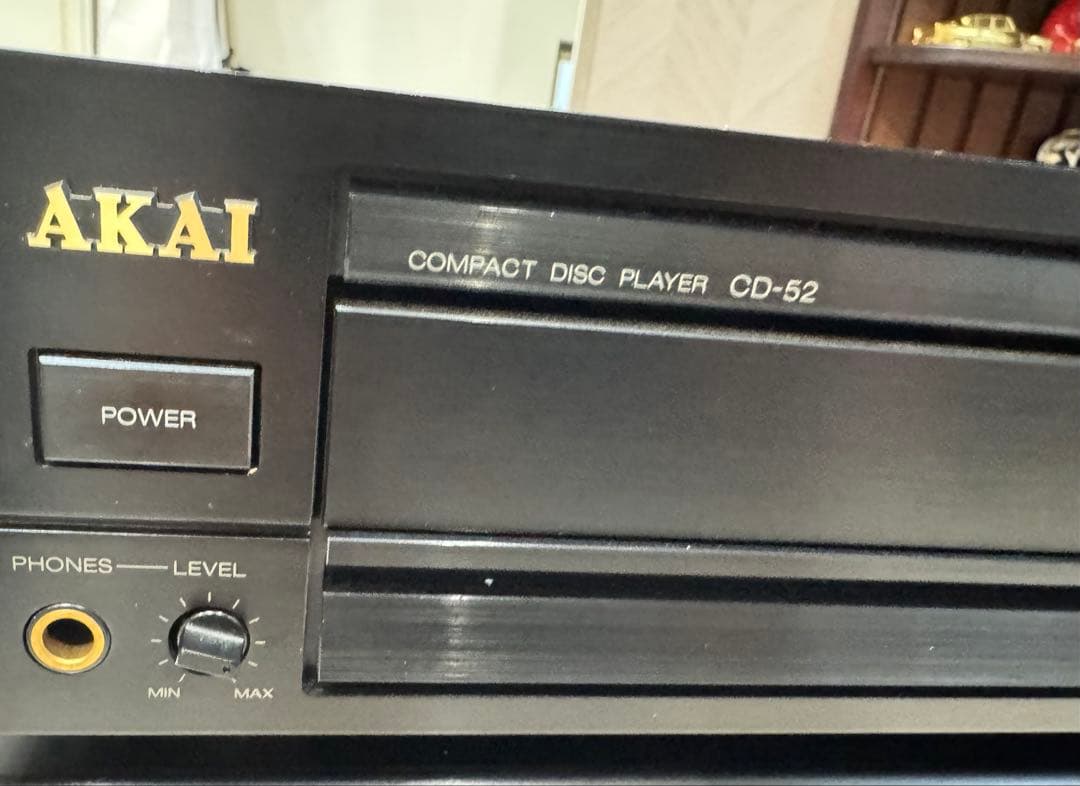 AKAI
COMPACT DISC PLAYER CD-52
POWER
PHONES LEVEL
MIN MAX